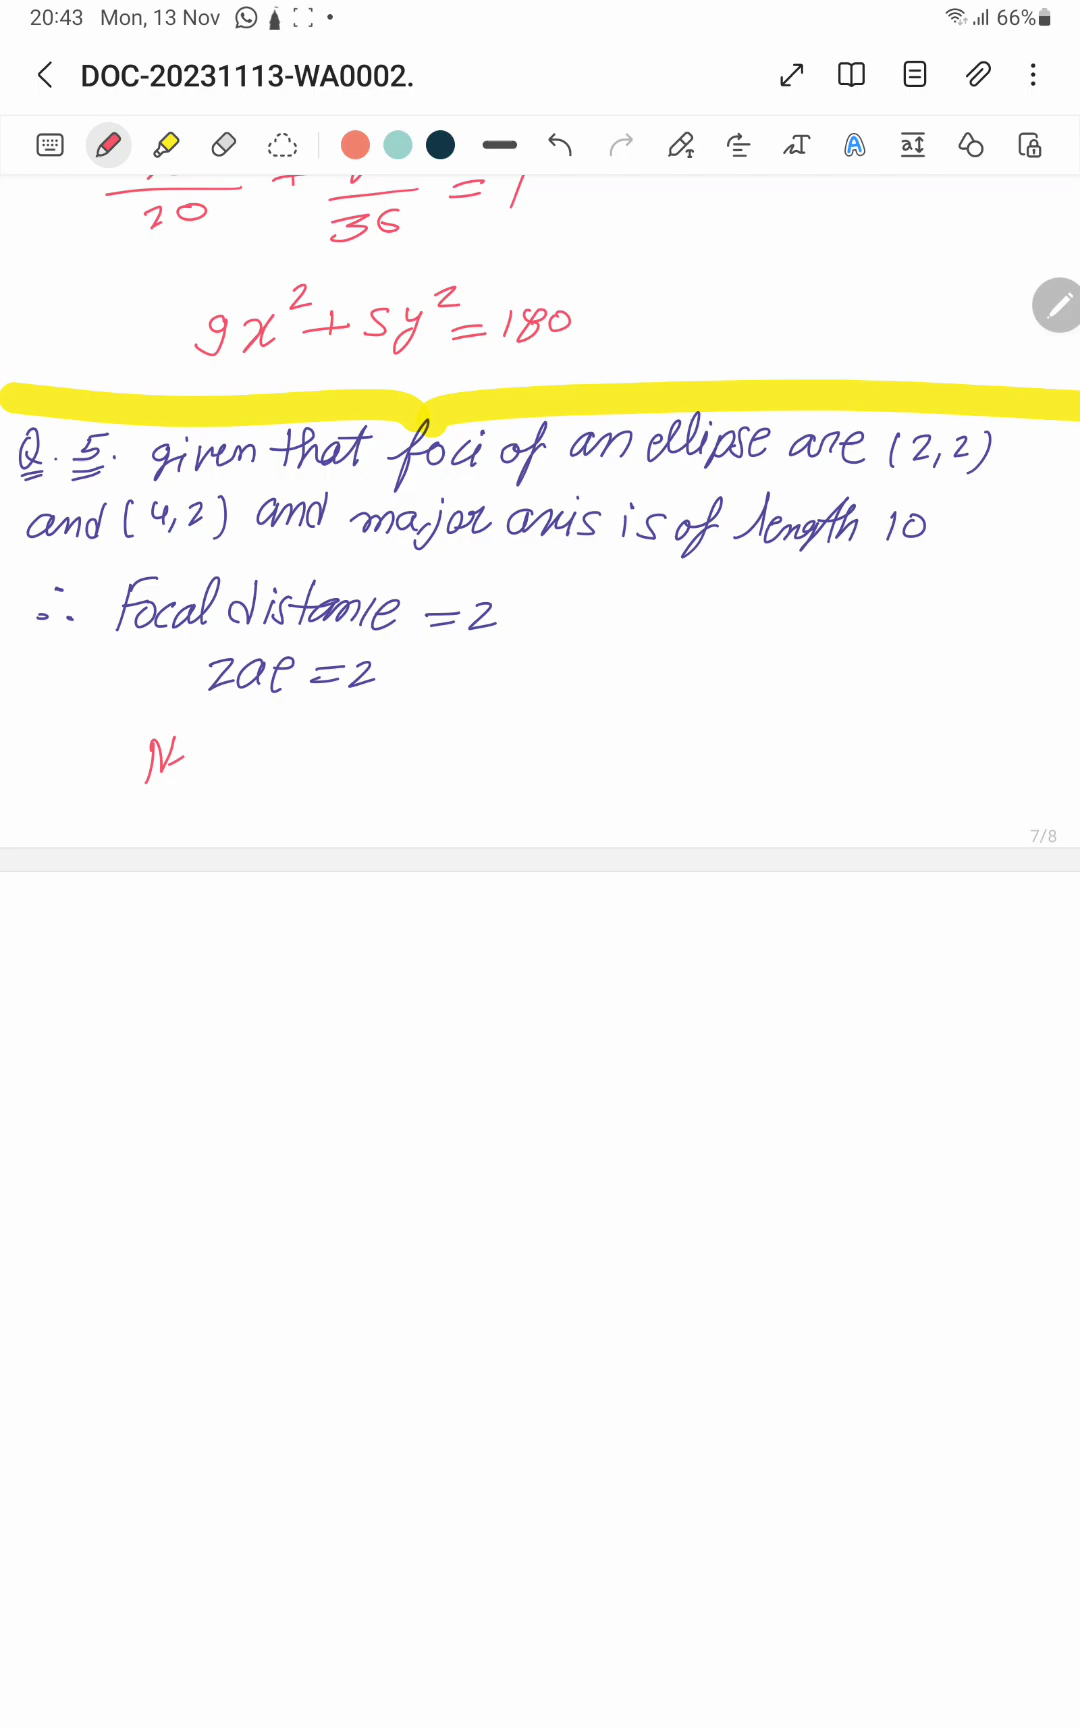 20:43 Mon, 13 Nov 66%
DOC-20231113-WA0002.
20 + 36 = 1
9x² + 5y² = 180
Q. 5. given that foci of an ellipse are (2,2)
and (4,2) and major axis is of length 10
∴ Focal distance = 2
2ae = 2
N
7/8